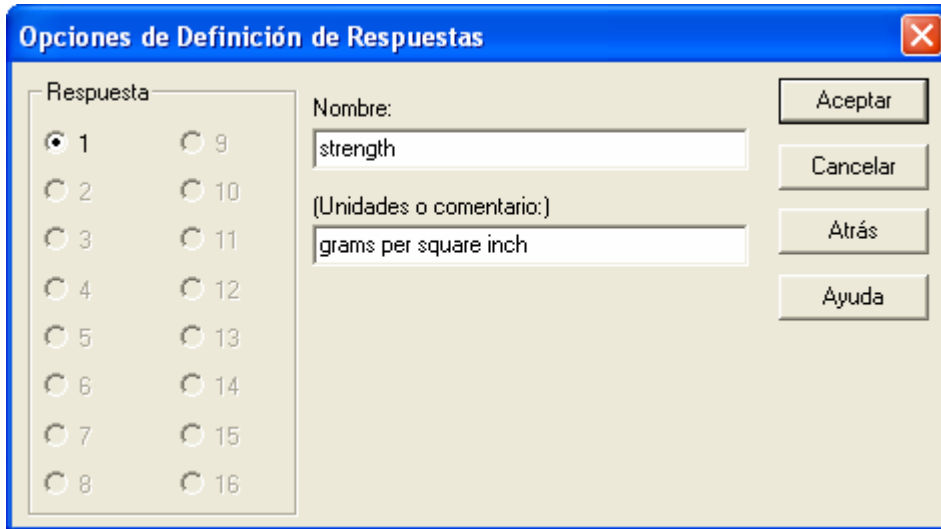 Opciones de Definición de Respuestas
Respuesta
1 9
2 10
3 11
4 12
5 13
6 14
7 15
8 16
Nombre:
strength
(Unidades o comentario:)
grams per square inch
Aceptar
Cancelar
Atrás
Ayuda